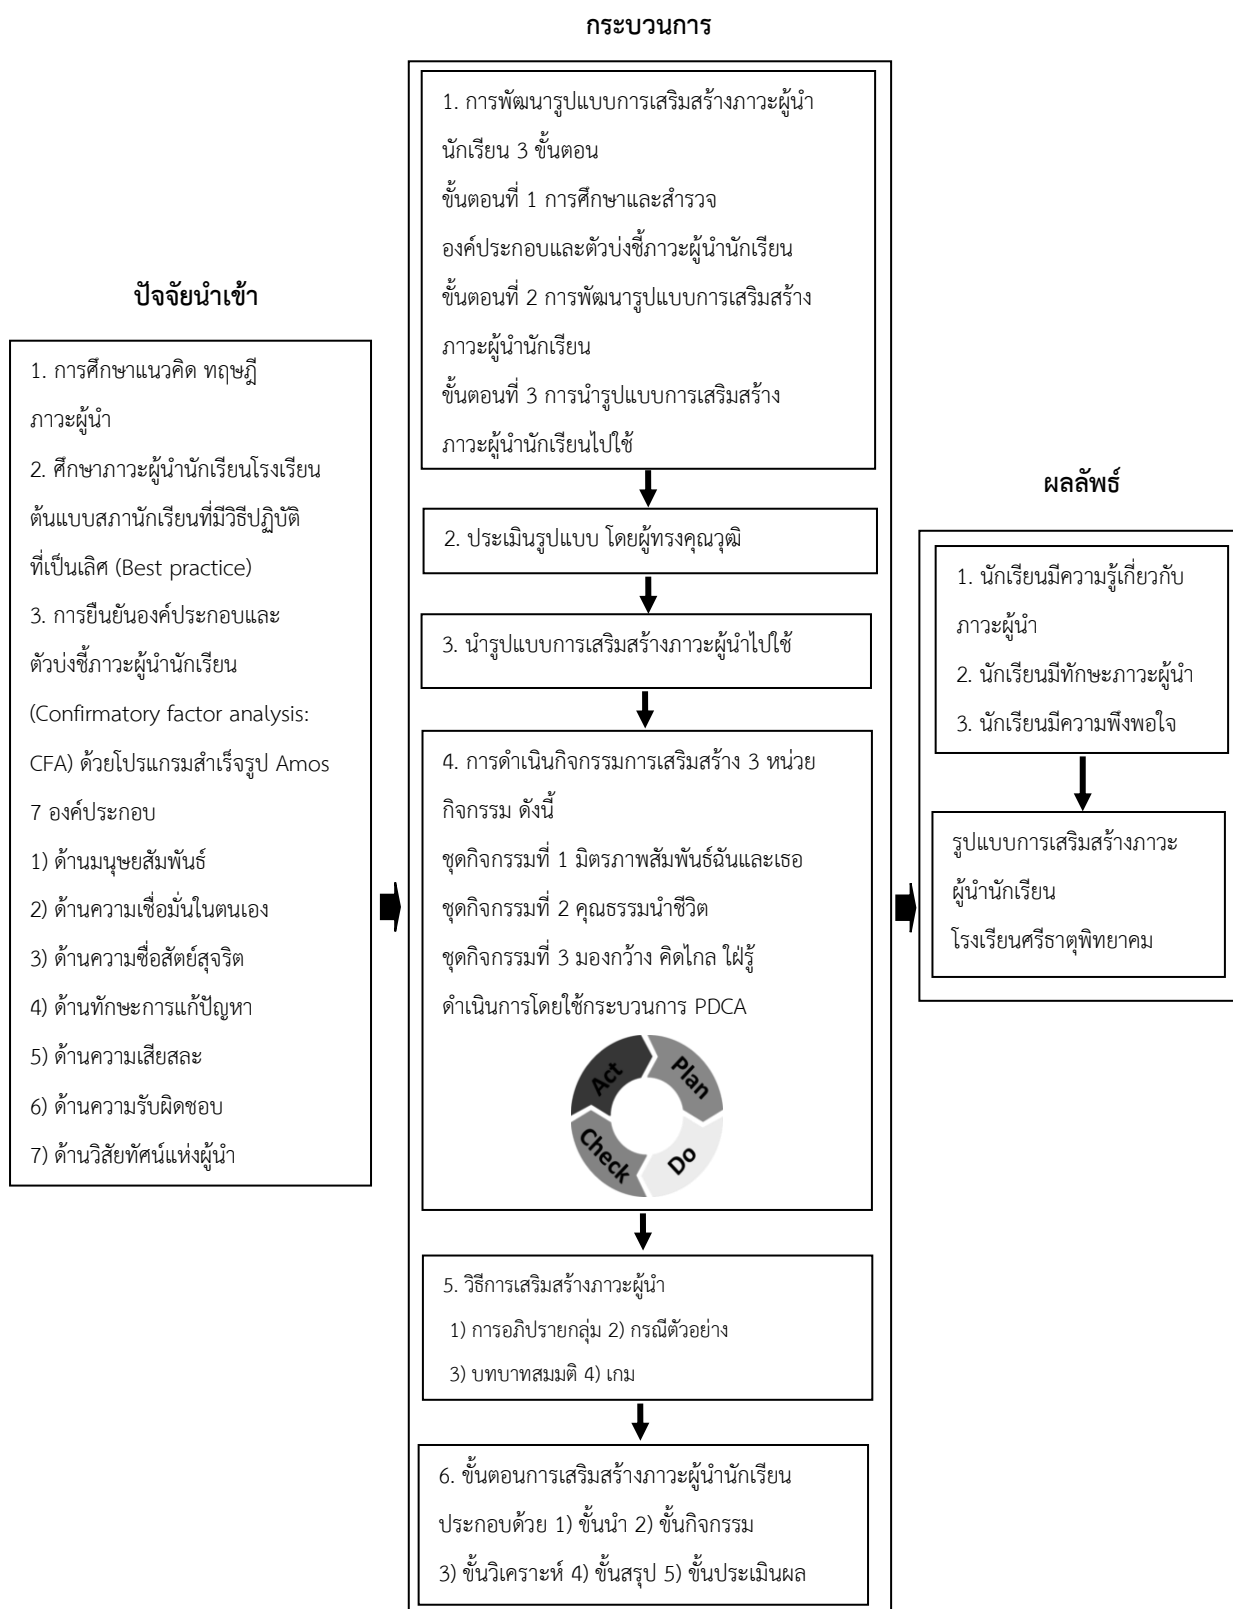 กระบวนการ
1. การพัฒนารูปแบบการเสริมสร้างภาวะผู้นำ
นักเรียน 3 ขั้นตอน
ขั้นตอนที่ 1 การศึกษาและสำรวจ
องค์ประกอบและตัวบ่งชี้ภาวะผู้นำนักเรียน
ขั้นตอนที่ 2 การพัฒนารูปแบบการเสริมสร้าง
ภาวะผู้นำนักเรียน
ขั้นตอนที่ 3 การนำรูปแบบการเสริมสร้าง
ภาวะผู้นำนักเรียนไปใช้
2. ประเมินรูปแบบ โดยผู้ทรงคุณวุฒิ
3. นำรูปแบบการเสริมสร้างภาวะผู้นำไปใช้
4. การดำเนินกิจกรรมการเสริมสร้าง 3 หน่วย
กิจกรรม ดังนี้
ชุดกิจกรรมที่ 1 มิตรภาพสัมพันธ์ฉันและเธอ
ชุดกิจกรรมที่ 2 คุณธรรมนำชีวิต
ชุดกิจกรรมที่ 3 มองกว้าง คิดไกล ใฝ่รู้
ดำเนินการโดยใช้กระบวนการ PDCA
Act
Plan
Check
Do
5. วิธีการเสริมสร้างภาวะผู้นำ
1) การอภิปรายกลุ่ม 2) กรณีตัวอย่าง
3) บทบาทสมมติ 4) เกม
6. ขั้นตอนการเสริมสร้างภาวะผู้นำนักเรียน
ประกอบด้วย 1) ขั้นนำ 2) ขั้นกิจกรรม
3) ขั้นวิเคราะห์ 4) ขั้นสรุป 5) ขั้นประเมินผล
ปัจจัยนำเข้า
1. การศึกษาแนวคิด ทฤษฎี
ภาวะผู้นำ
2. ศึกษาภาวะผู้นำนักเรียนโรงเรียน
ต้นแบบสภานักเรียนที่มีวิธีปฏิบัติ
ที่เป็นเลิศ (Best practice)
3. การยืนยันองค์ประกอบและ
ตัวบ่งชี้ภาวะผู้นำนักเรียน
(Confirmatory factor analysis:
CFA) ด้วยโปรแกรมสำเร็จรูป Amos
7 องค์ประกอบ
1) ด้านมนุษยสัมพันธ์
2) ด้านความเชื่อมั่นในตนเอง
3) ด้านความซื่อสัตย์สุจริต
4) ด้านทักษะการแก้ปัญหา
5) ด้านความเสียสละ
6) ด้านความรับผิดชอบ
7) ด้านวิสัยทัศน์แห่งผู้นำ
ผลลัพธ์
1. นักเรียนมีความรู้เกี่ยวกับ
ภาวะผู้นำ
2. นักเรียนมีทักษะภาวะผู้นำ
3. นักเรียนมีความพึงพอใจ
รูปแบบการเสริมสร้างภาวะ
ผู้นำนักเรียน
โรงเรียนศรีธาตุพิทยาคม